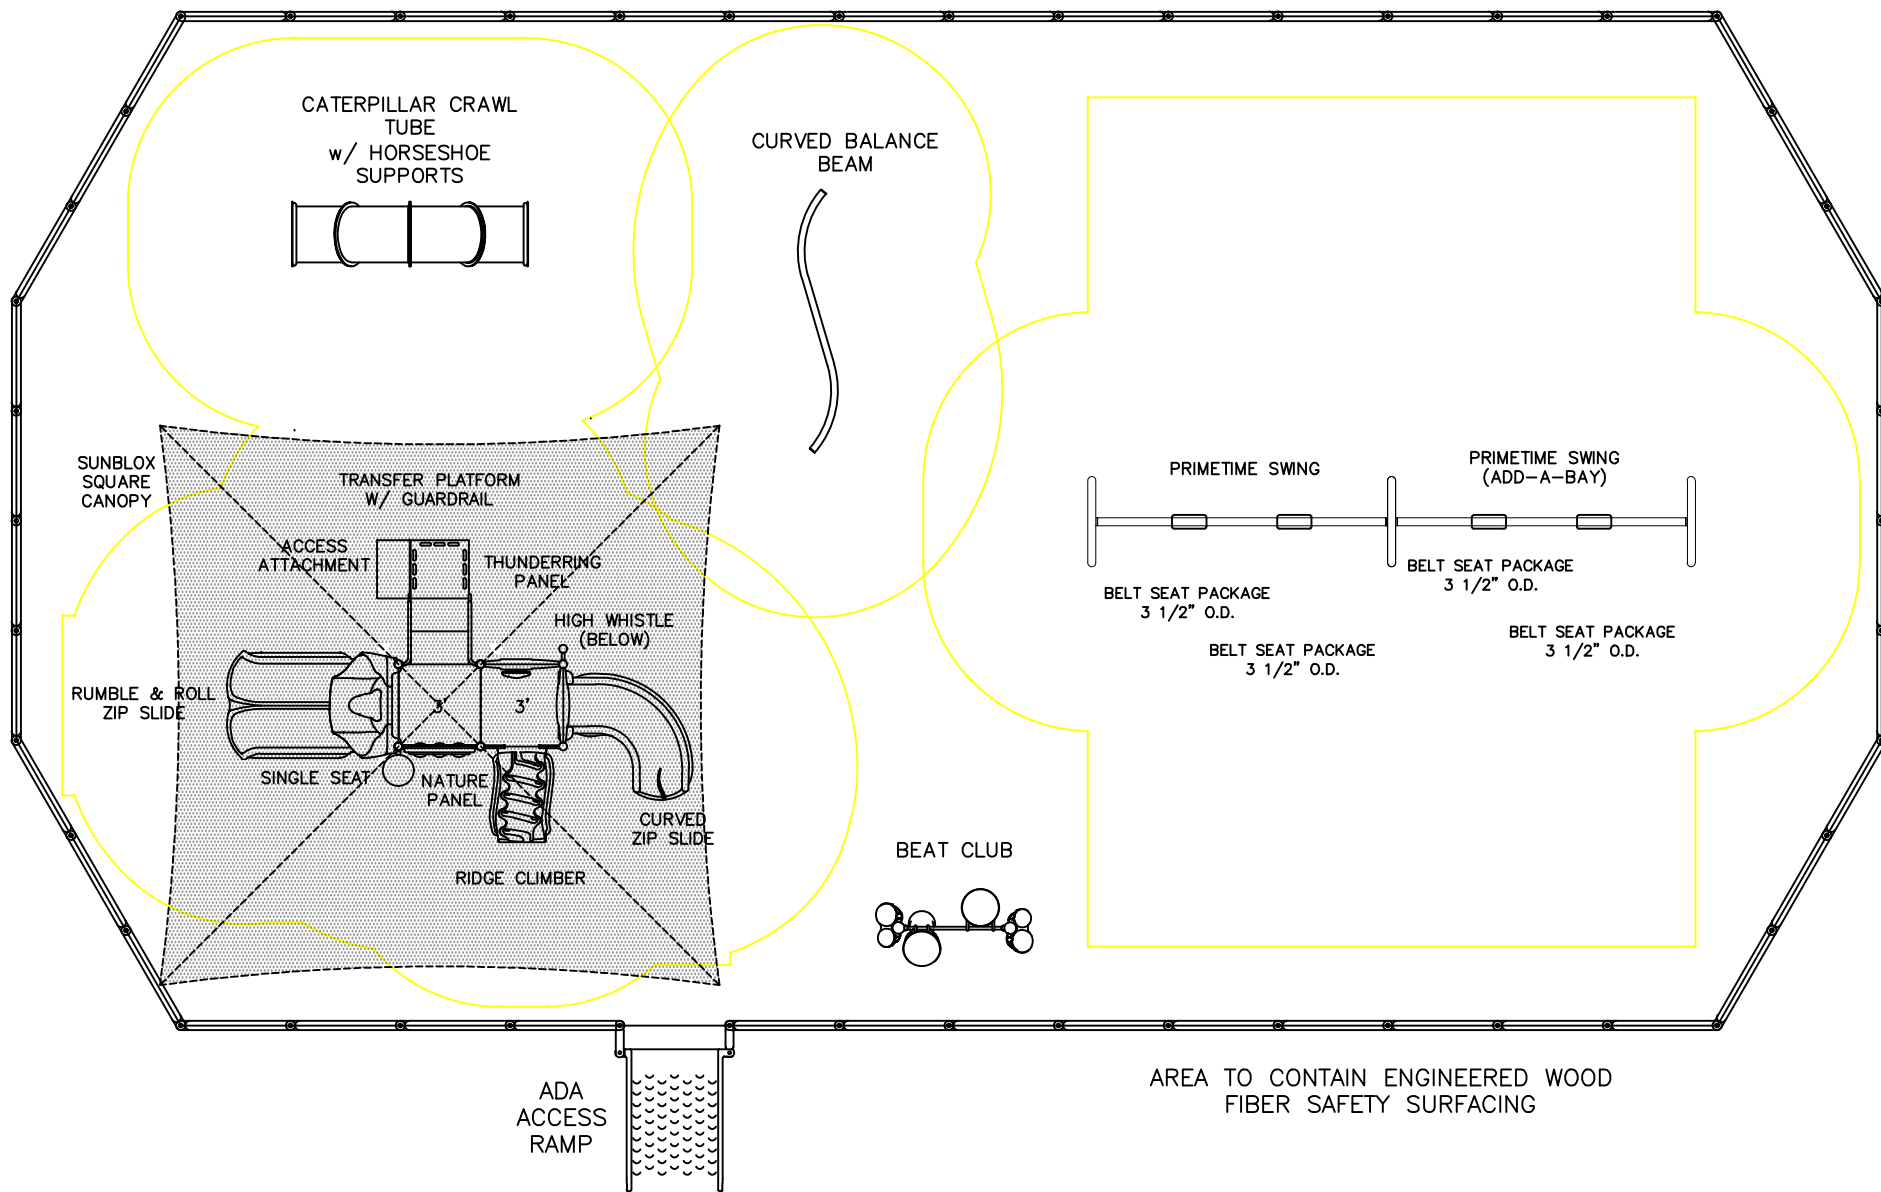 CATERPILLAR CRAWL
TUBE
w/ HORSESHOE
SUPPORTS
CURVED BALANCE
BEAM
SUNBLOX
SQUARE
CANOPY
TRANSFER PLATFORM
W/ GUARDRAIL
ACCESS
ATTACHMENT
THUNDERRING
PANEL
HIGH WHISTLE
(BELOW)
RUMBLE & ROLL
ZIP SLIDE
3'
3'
SINGLE SEAT
NATURE
PANEL
CURVED
ZIP SLIDE
RIDGE CLIMBER
BEAT CLUB
PRIMETIME SWING
PRIMETIME SWING
(ADD-A-BAY)
BELT SEAT PACKAGE
3 1/2" O.D.
BELT SEAT PACKAGE
3 1/2" O.D.
BELT SEAT PACKAGE
3 1/2" O.D.
BELT SEAT PACKAGE
3 1/2" O.D.
ADA
ACCESS
RAMP
AREA TO CONTAIN ENGINEERED WOOD
FIBER SAFETY SURFACING